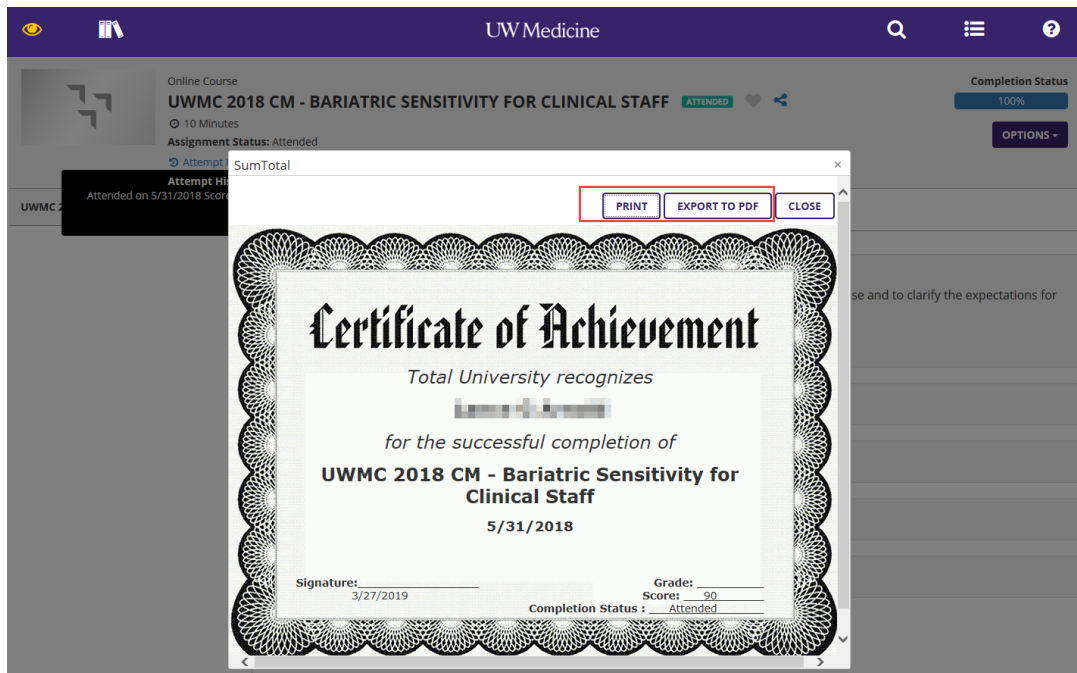 UW Medicine
Online Course
UWMC 2018 CM - BARIATRIC SENSITIVITY FOR CLINICAL STAFF ATTENDED
10 Minutes
Assignment Status: Attended
Attempt
Completion Status
100%
OPTIONS
Attempt His
Attended on 5/31/2018 Score
UWMC 2
SumTotal
×
PRINT EXPORT TO PDF CLOSE
se and to clarify the expectations for
Certificate of Achievement
Total University recognizes
for the successful completion of
UWMC 2018 CM - Bariatric Sensitivity for
Clinical Staff
5/31/2018
Signature:
3/27/2019
Grade:
Score: 90
Completion Status : Attended